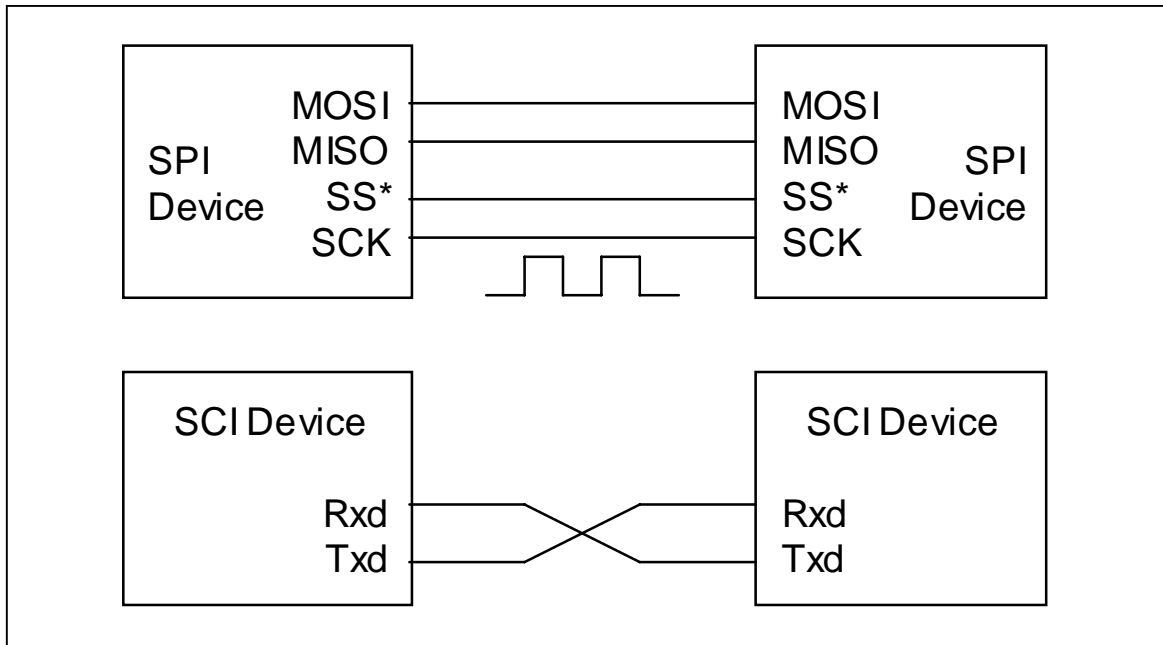 MOSI
MISO
SS*
SCK
SPI
Device
MOSI
MISO
SS*
SCK
SPI
Device
SCI Device
Rxd
Txd
SCI Device
Rxd
Txd